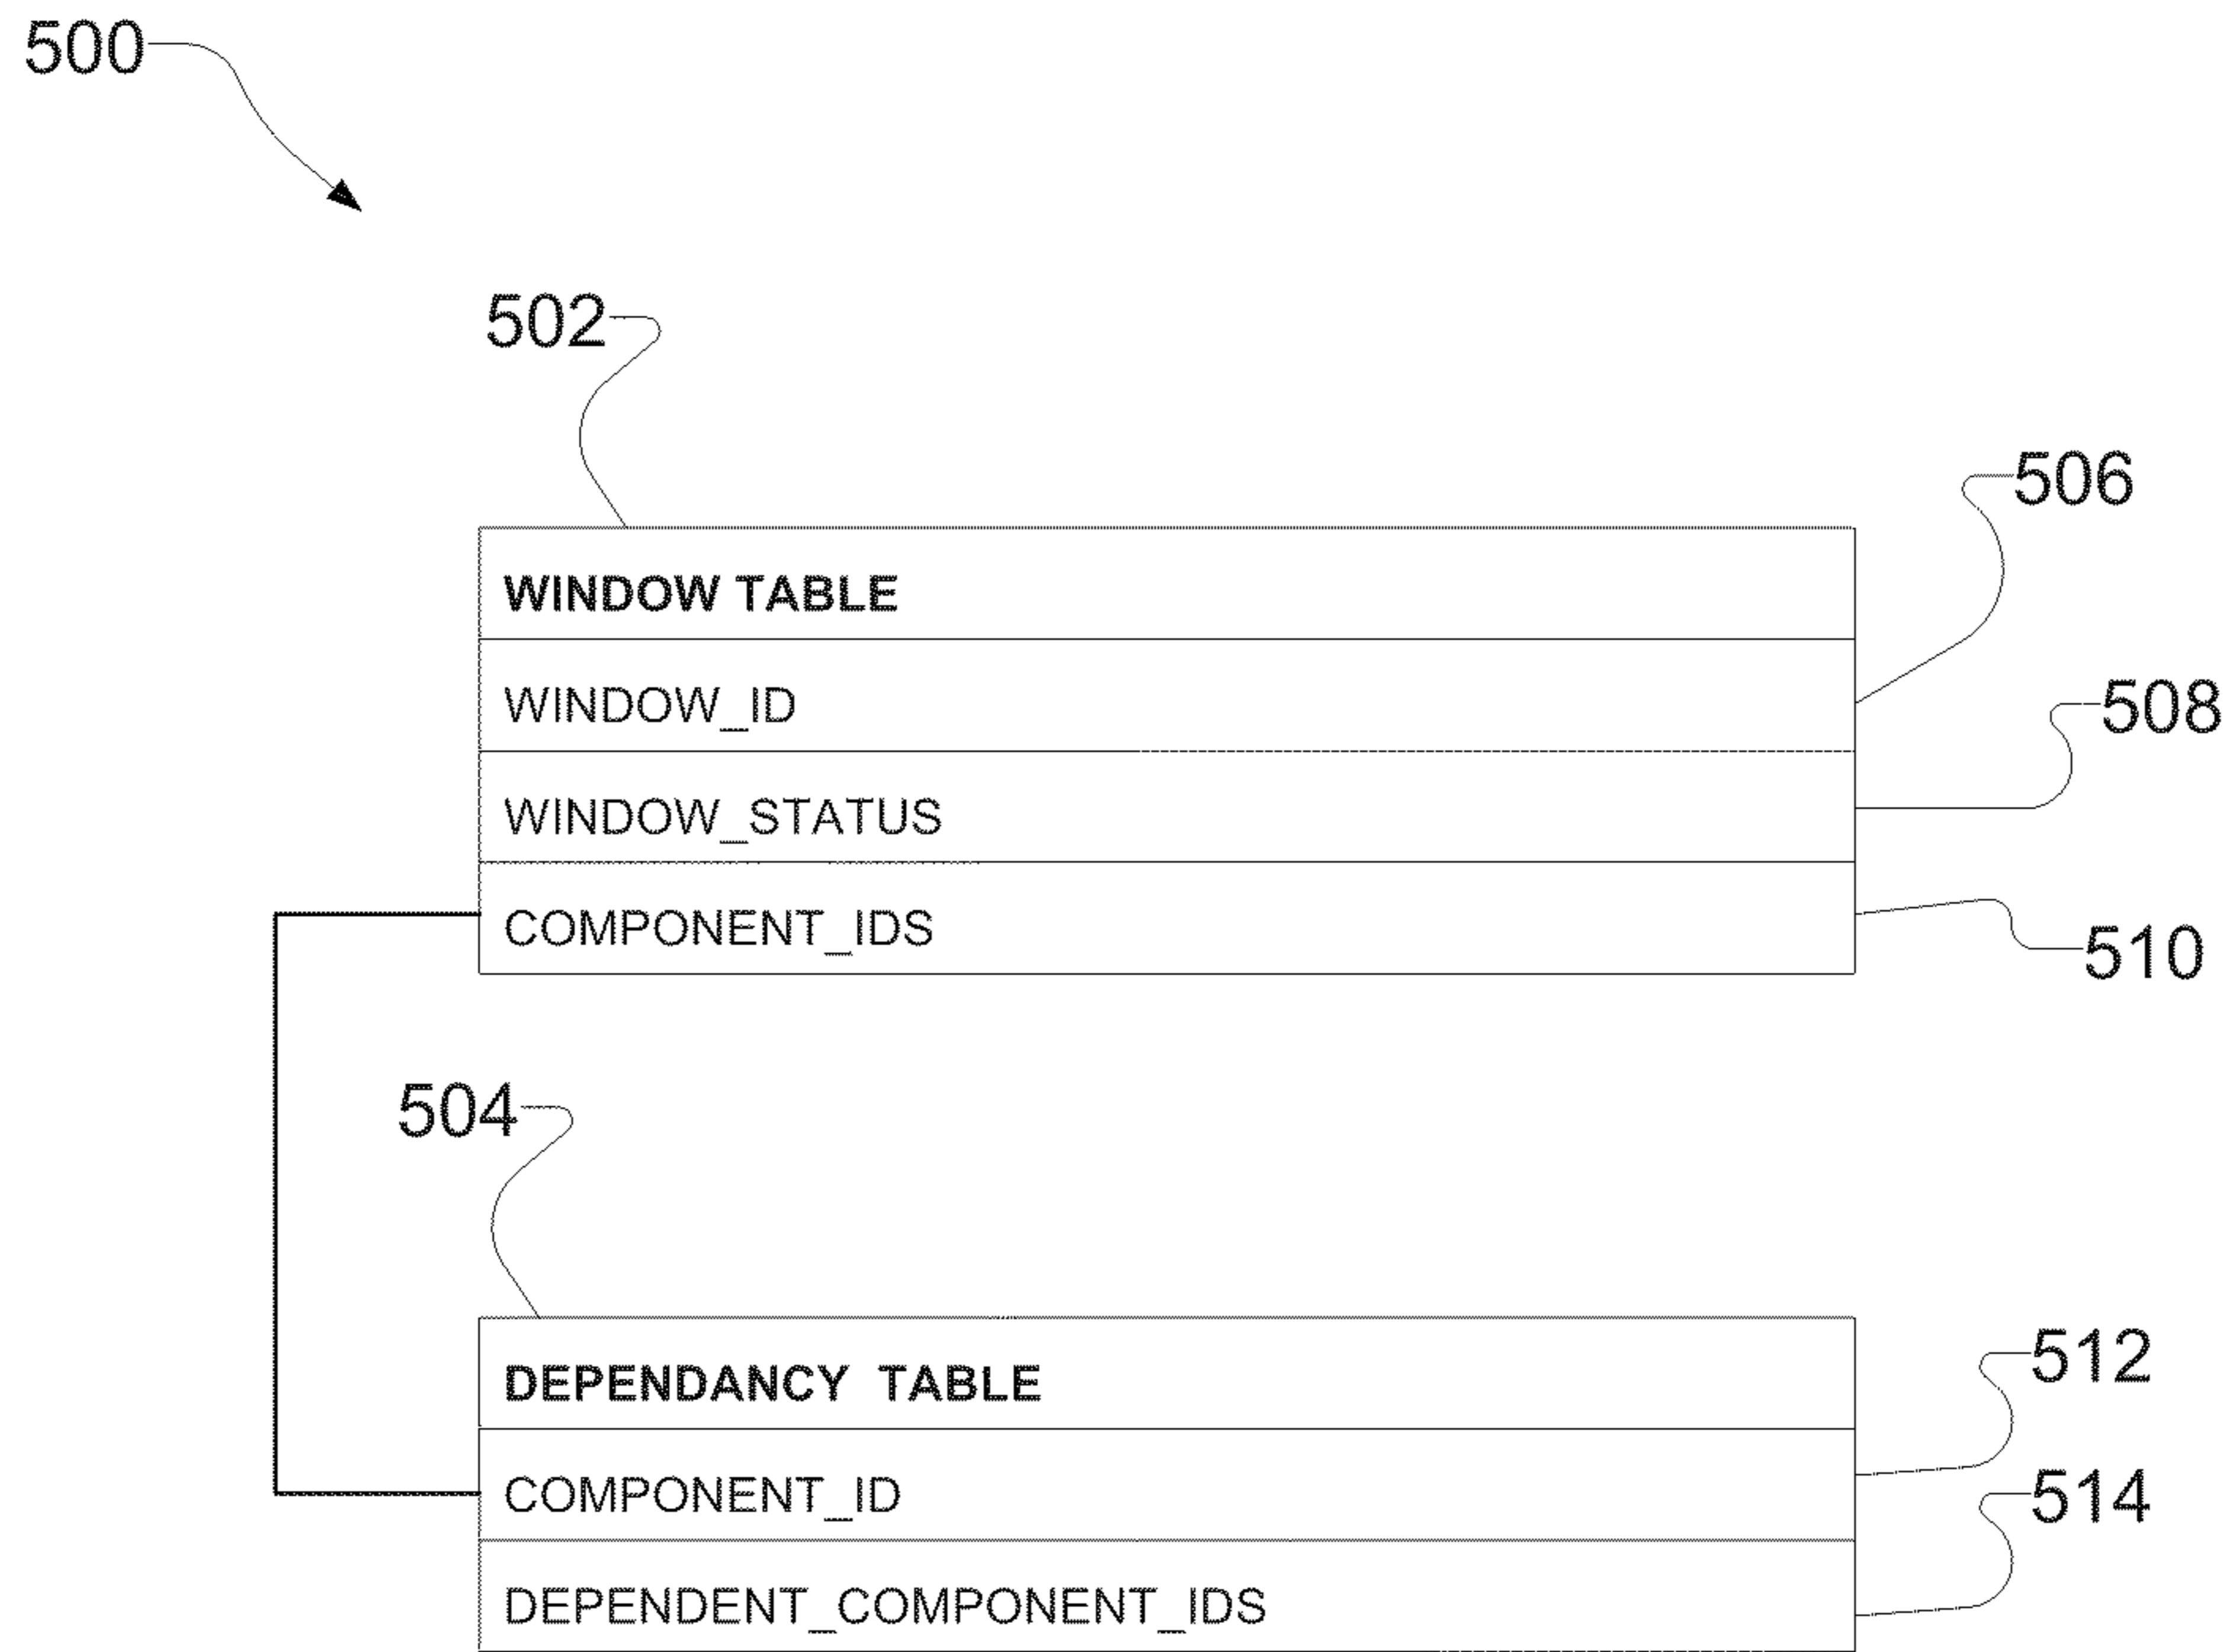 500
502
506
WINDOW TABLE
WINDOW_ID
508
WINDOW_STATUS
COMPONENT_IDS
510
504
DEPENDANCY TABLE
512
COMPONENT_ID
514
DEPENDENT_COMPONENT_IDS